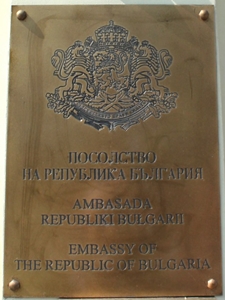 ПОСОЛСТВО
НА РЕПУБЛИКА БЪЛГАРИЯ
AMBASADA
REPUBLIKI BUŁGARII
EMBASSY OF
THE REPUBLIC OF BULGARIA